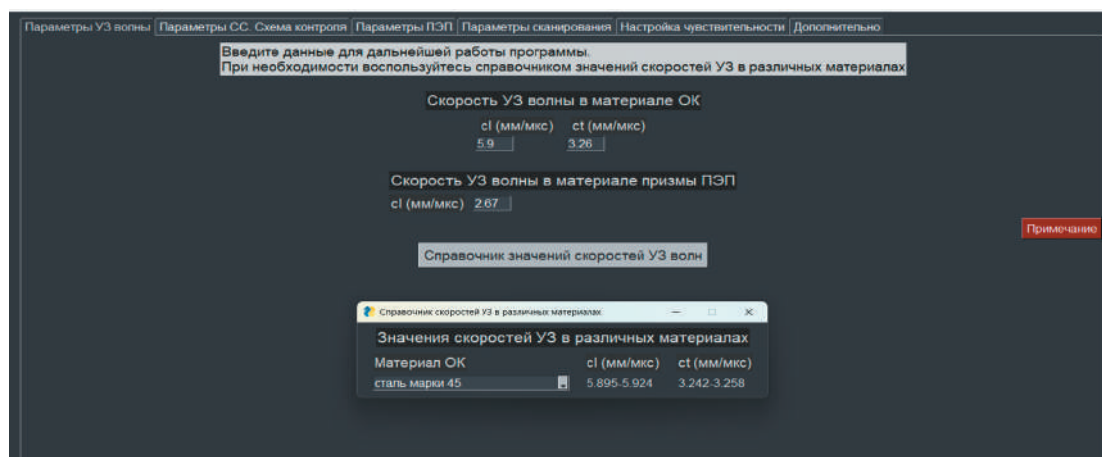 Параметры УЗ волны Параметры СС. Схема контроля Параметры ПЭП Параметры сканирования Настройка чувствительности Дополнительно
Введите данные для дальнейшей работы программы.
При необходимости воспользуйтесь справочником значений скоростей УЗ в различных материалах
Скорость УЗ волны в материале ОК
cl (мм/мкс) ct (мм/мкс)
5.9 3.26
Скорость УЗ волны в материале призмы ПЭП
cl (мм/мкс) 2.67
Примечание
Справочник значений скоростей УЗ волн
Справочник скоростей УЗ в различных материалах
Значения скоростей УЗ в различных материалах
Материал ОК cl (мм/мкс) ct (мм/мкс)
сталь марки 45 5.895-5.924 3.242-3.258